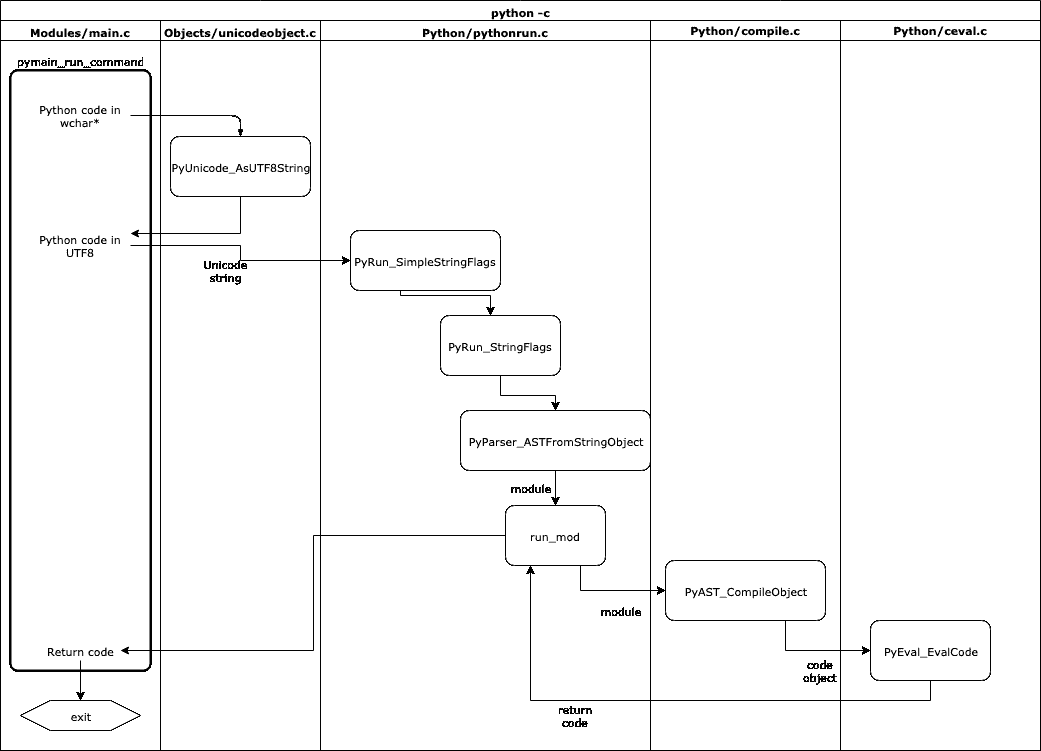 python -c
Modules/main.c
Objects/unicodeobject.c
Python/pythonrun.c
Python/compile.c
Python/ceval.c
pymain_run_command
Python code in
wchar*
PyUnicode_AsUTF8String
Python code in
UTF8
Unicode
string
PyRun_SimpleStringFlags
PyRun_StringFlags
PyParser_ASTFromStringObject
module
run_mod
PyAST_CompileObject
module
Return code
PyEval_EvalCode
code
object
return
code
exit